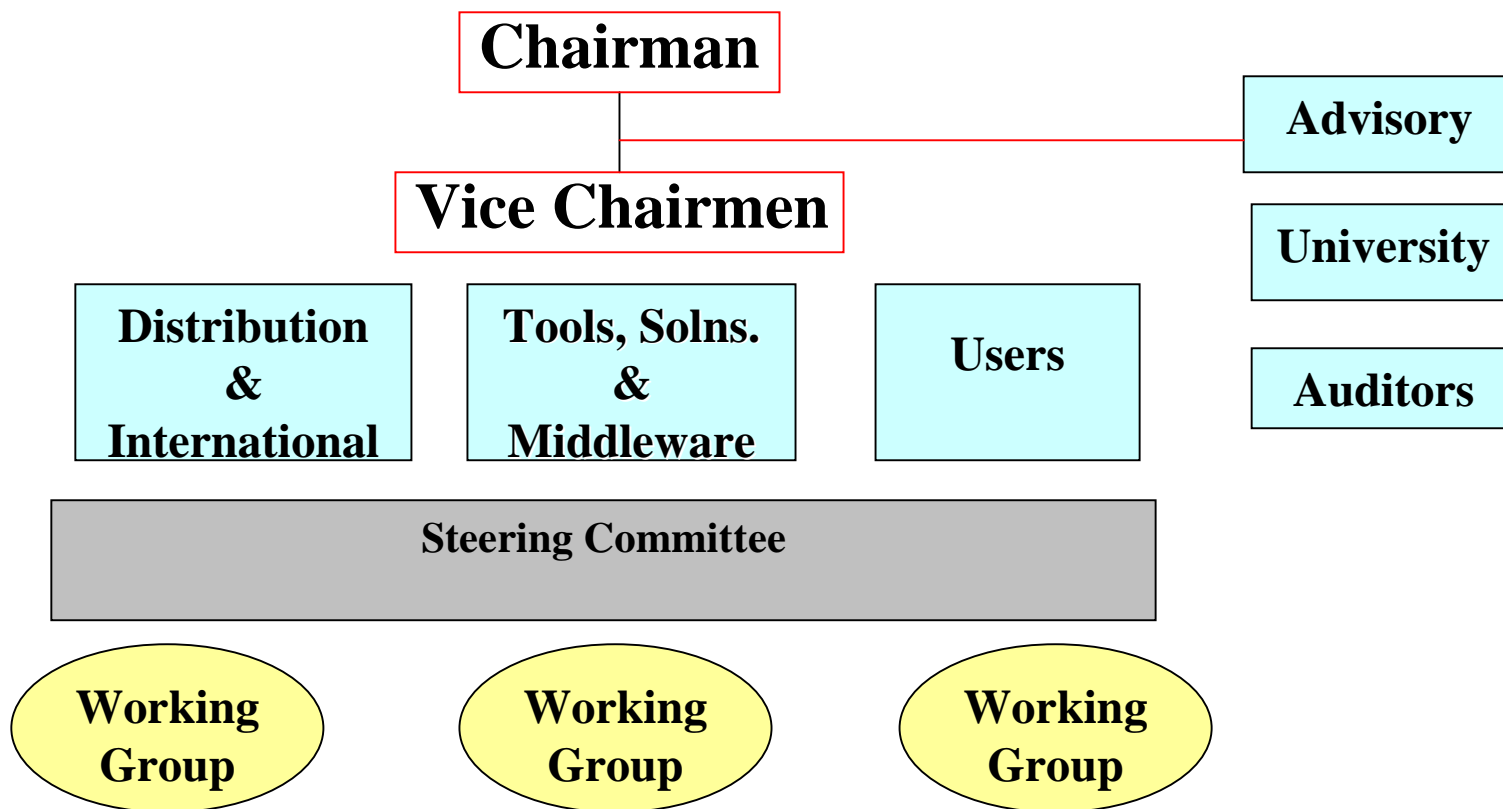 Chairman
Advisory
Vice Chairmen
University
Distribution
&
International
Tools, Solns.
&
Middleware
Users
Auditors
Steering Committee
Working
Group
Working
Group
Working
Group